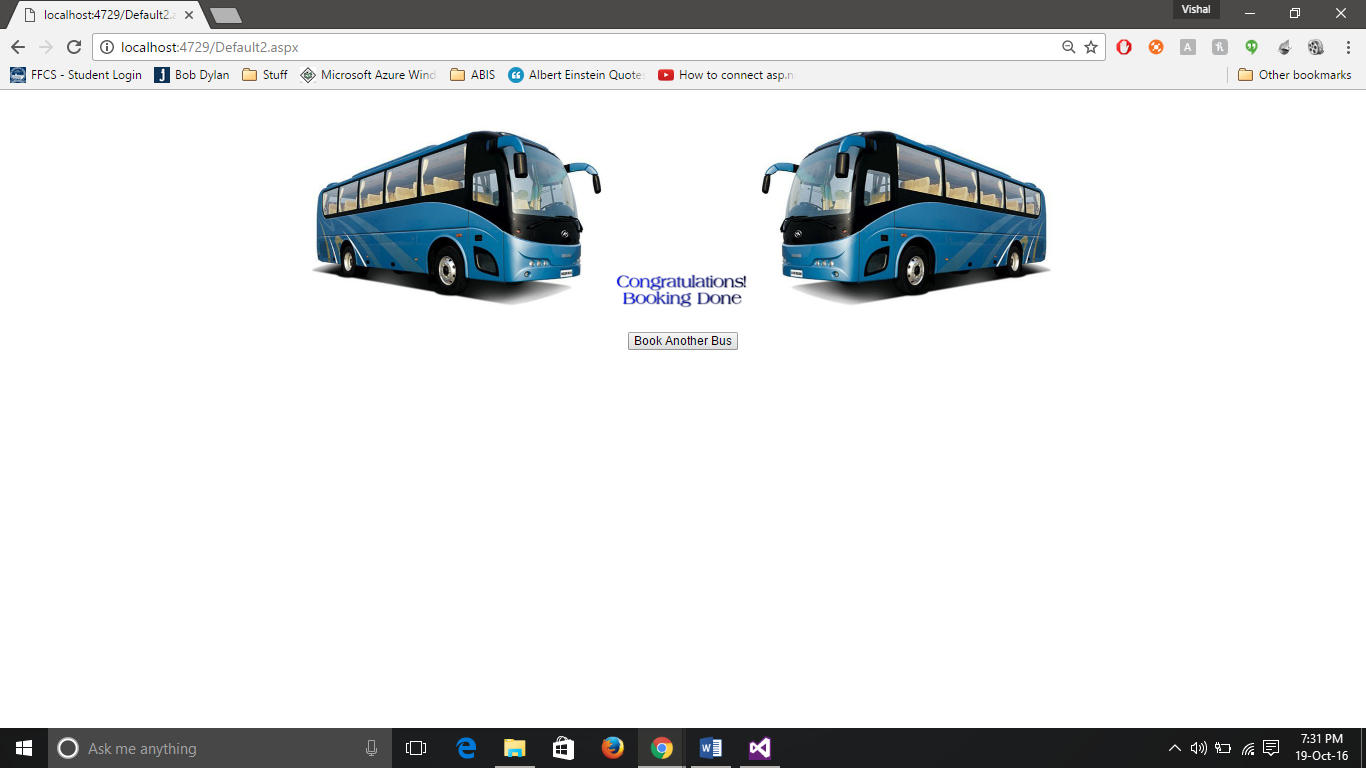 Vishal
localhost:4729/Default2.a
localhost:4729/Default2.aspx
FFCS - Student Login
Bob Dylan
Stuff
Microsoft Azure Wind
ABIS
Albert Einstein Quote
How to connect asp.n
Other bookmarks
Congratulations!
Booking Done
Book Another Bus
Ask me anything
7:31 PM
19-Oct-16